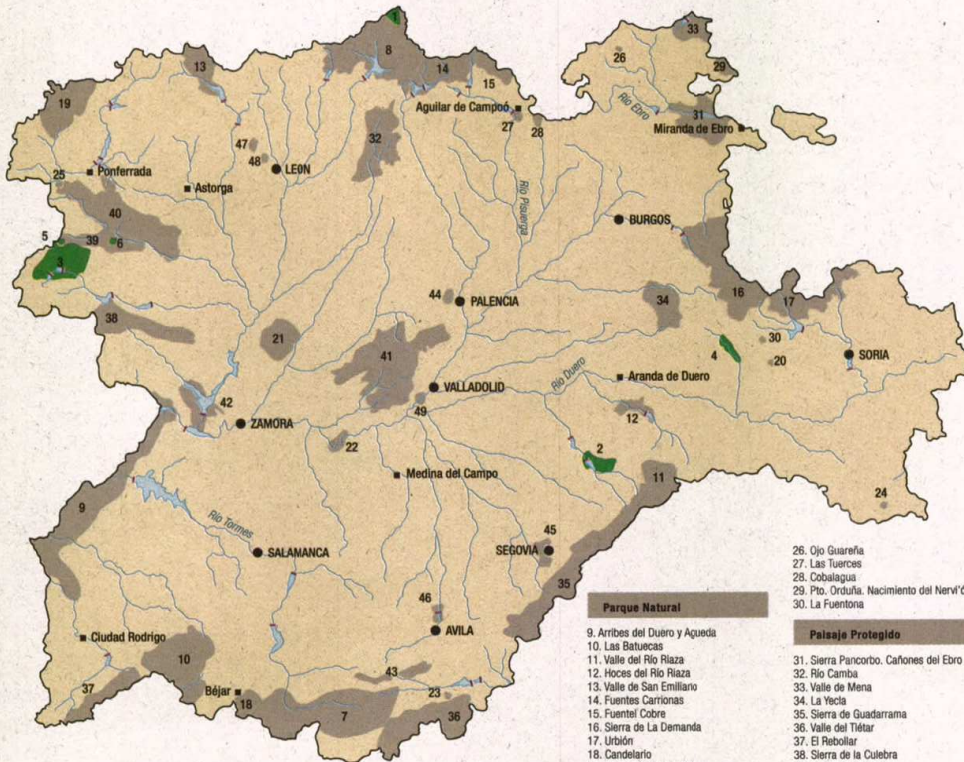 1
33
8
26
13
14
29
15
19
Río Ebro
Aguilar de Campoó
31
27
28
Miranda de Ebro
32
47
48
LEON
Ponferrada
25
Astorga
Río Pisuerga
40
BURGOS
5
39
6
3
16
17
44
PALENCIA
34
38
21
30
41
4
20
SORIA
Río Duero
Aranda de Duero
VALLADOLID
42
49
12
ZAMORA
22
2
Medina del Campo
11
9
24
Río Tormes
45
SALAMANCA
SEGOVIA
35
46
AVILA
Ciudad Rodrigo
10
43
37
Béjar
18
7
23
36
Parque Natural
9. Arribes del Duero y Agueda
10. Las Batuecas
11. Valle del Río Riaza
12. Hoces del Río Riaza
13. Valle de San Emiliano
14. Fuentes Carrionas
15. Fuentel Cobre
16. Sierra de La Demanda
17. Urbión
18. Candelario
26. Ojo Guareña
27. Las Tuerces
28. Cobalagua
29. Pto. Orduña. Nacimiento del Nervi'ó
30. La Fuentona
Paisaje Protegido
31. Sierra Pancorbo. Cañones del Ebro
32. Río Camba
33. Valle de Mena
34. La Yecla
35. Sierra de Guadarrama
36. Valle del Tiétar
37. El Rebollar
38. Sierra de la Culebra